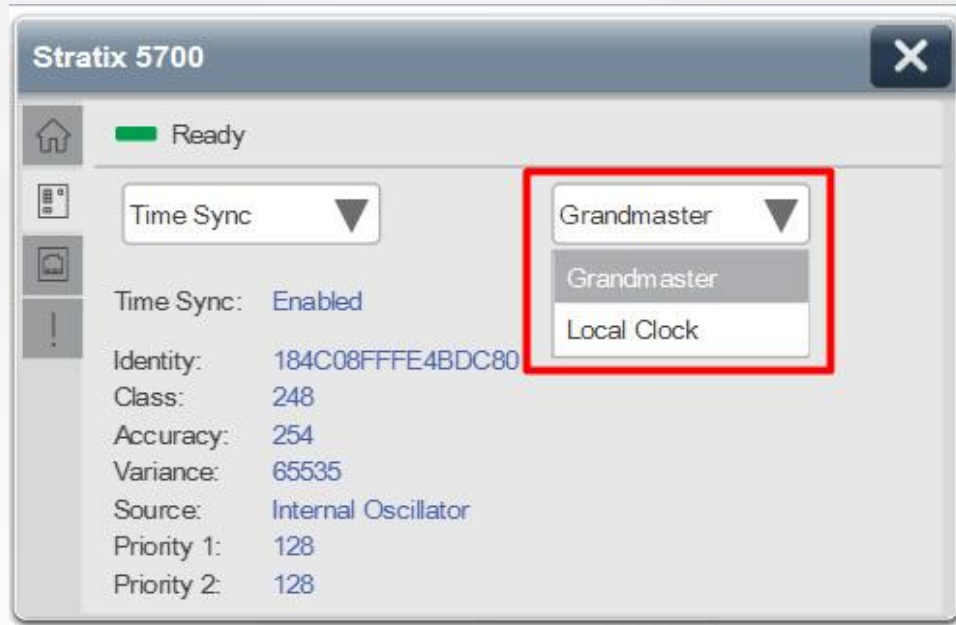 Stratix 5700
Ready
Time Sync
Grandmaster
Grandmaster
Local Clock
Time Sync: Enabled
Identity: 184C08FFFE4BDC80
Class: 248
Accuracy: 254
Variance: 65535
Source: Internal Oscillator
Priority 1: 128
Priority 2: 128